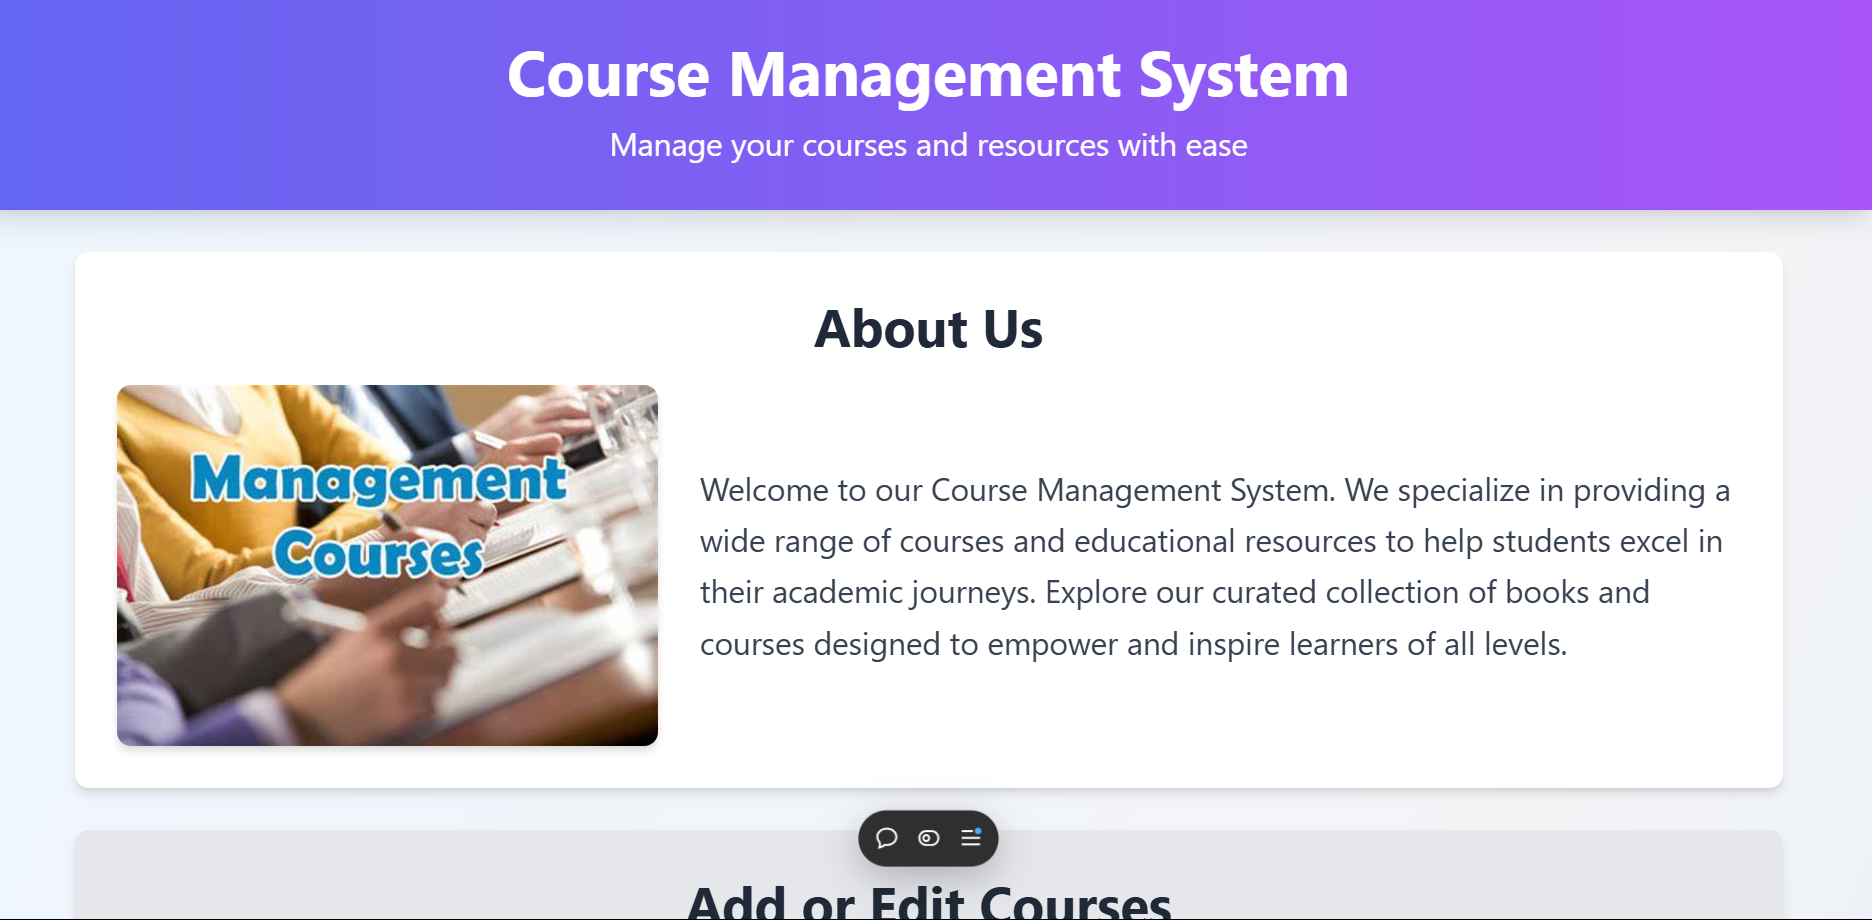 Course Management System
Manage your courses and resources with ease
About Us
Management
Courses
Welcome to our Course Management System. We specialize in providing a
wide range of courses and educational resources to help students excel in
their academic journeys. Explore our curated collection of books and
courses designed to empower and inspire learners of all levels.
Add or Edit Courses